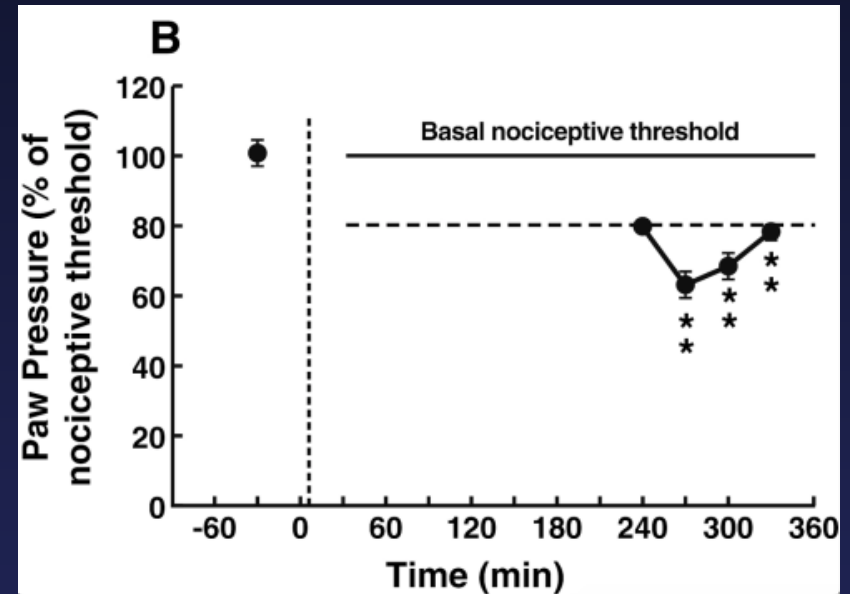 B
Paw Pressure (% of
nociceptive threshold)
120
100
80
60
40
20
0
Basal nociceptive threshold
*
*
*
*
*
*
-60 0 60 120 180 240 300 360
Time (min)